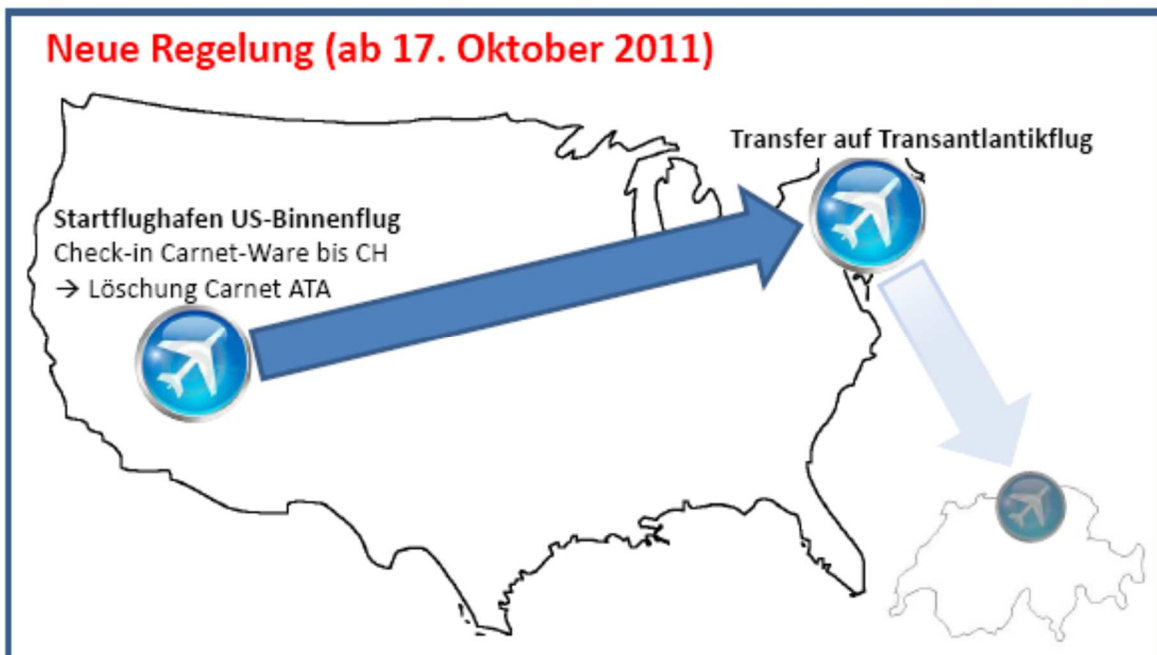 Neue Regelung (ab 17. Oktober 2011)
Transfer auf Transantlantikflug
Startflughafen US-Binnenflug
Check-in Carnet-Ware bis CH
→ Löschung Carnet ATA